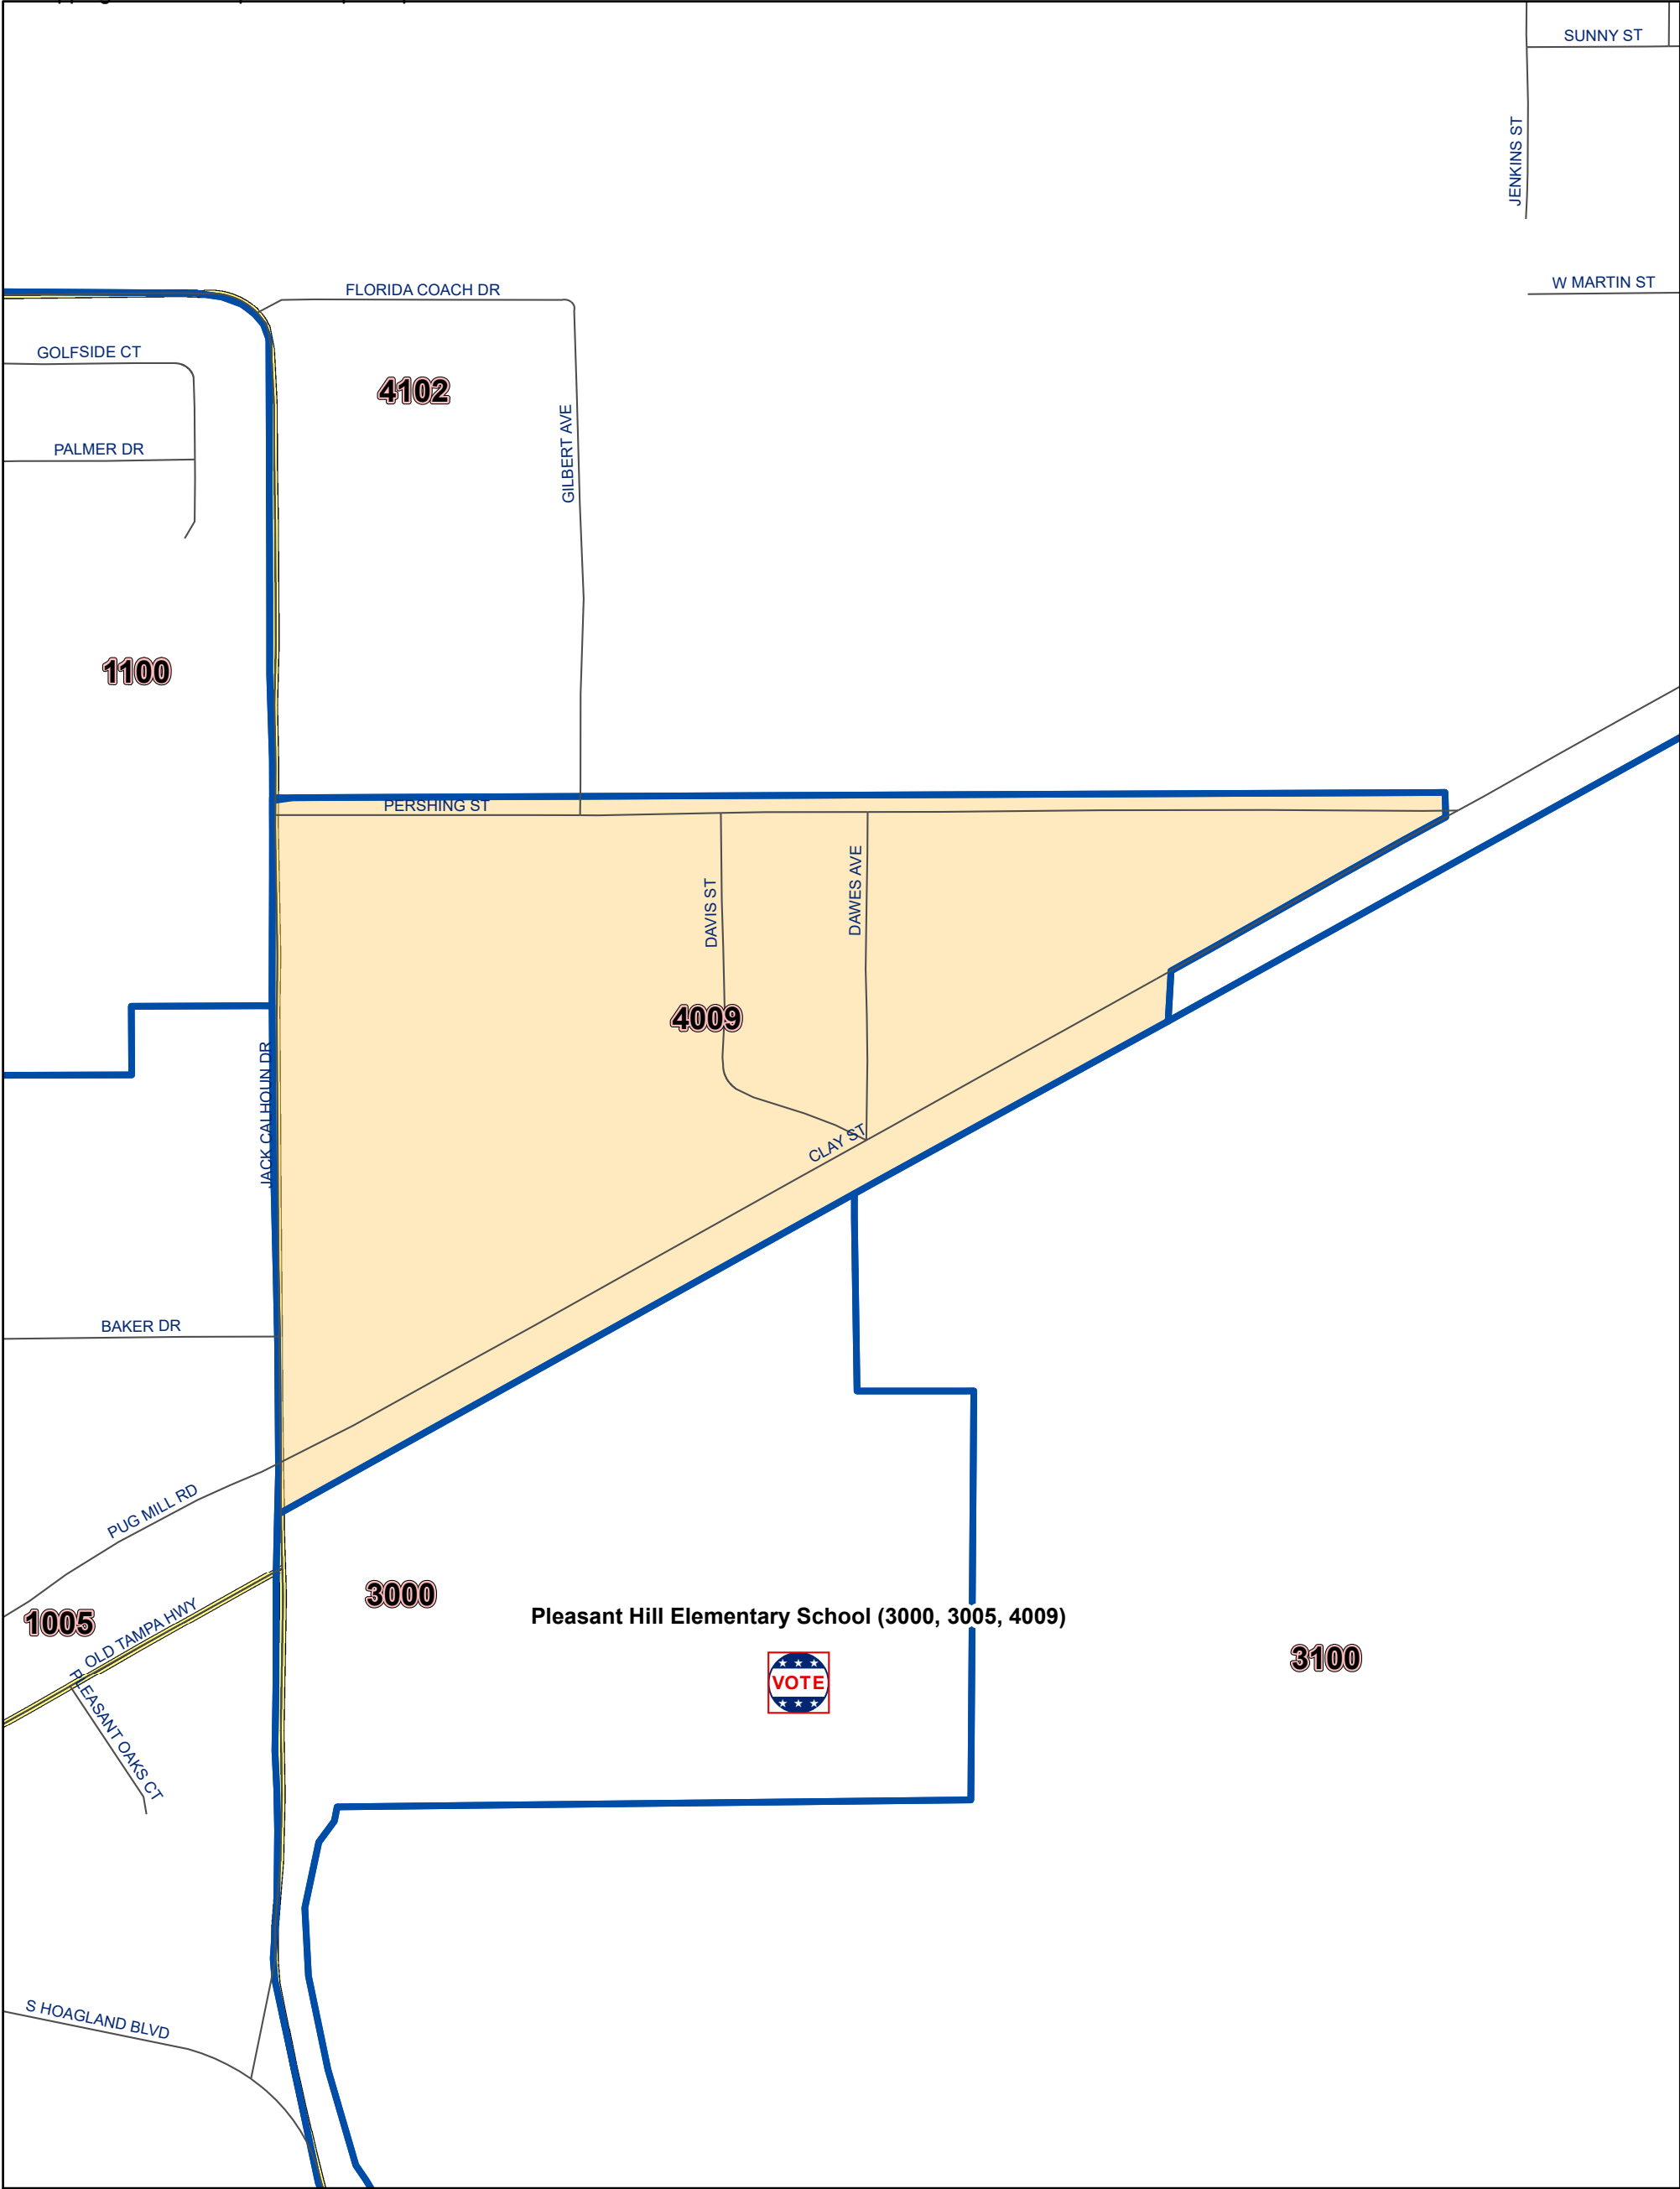 SUNNY ST
JENKINS ST
W MARTIN ST
FLORIDA COACH DR
GOLFSIDE CT
4102
GILBERT AVE
PALMER DR
1100
PERSHING ST
DAVIS ST
DAWES AVE
4009
JACK CALHOUN DR
CLAY ST
BAKER DR
PUG MILL RD
3000
1005
OLD TAMPA HWY
Pleasant Hill Elementary School (3000, 3005, 4009)
3100
VOTE
PLEASANT OAKS CT
S HOAGLAND BLVD